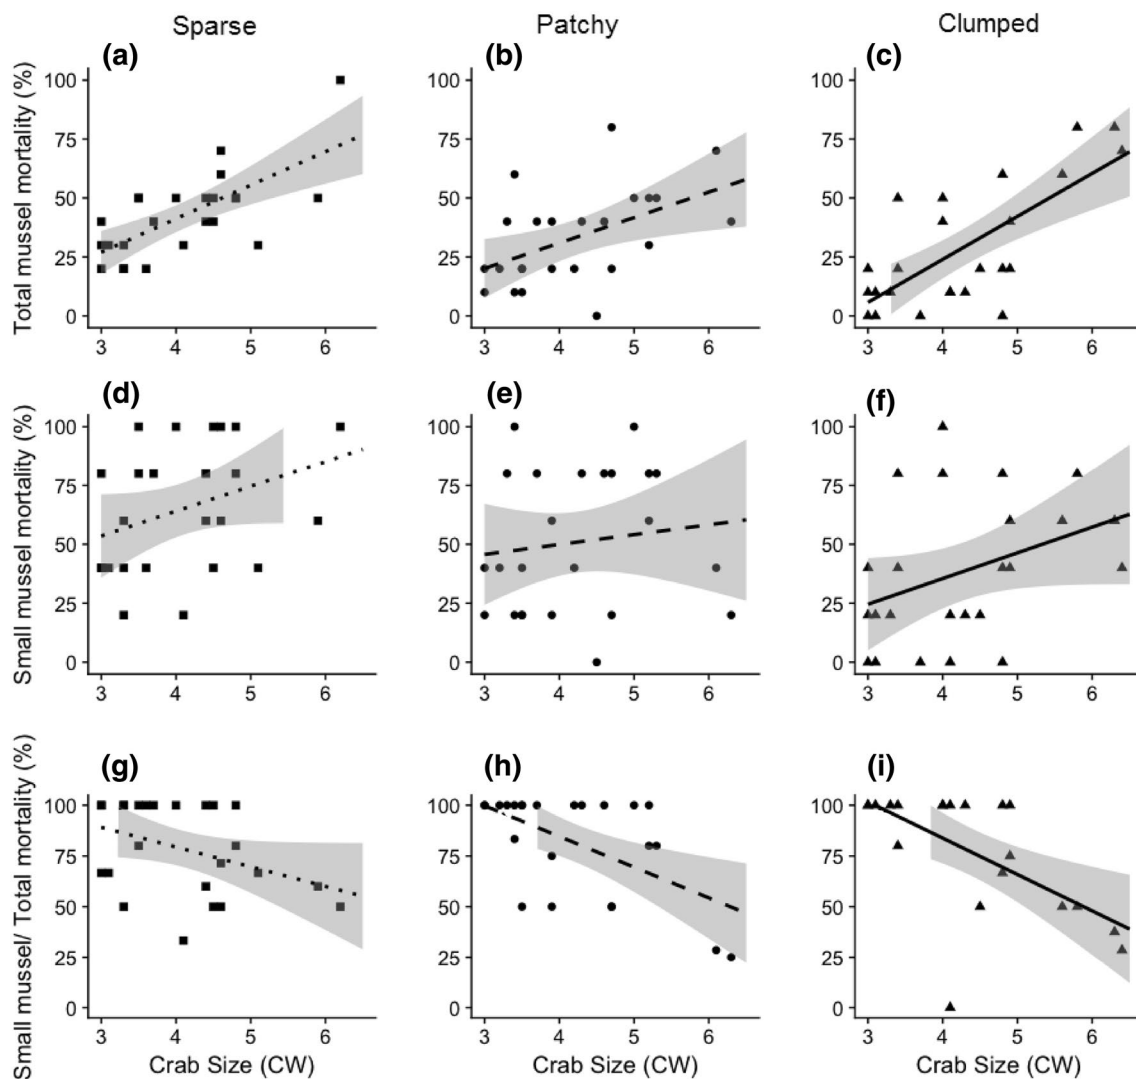 Sparse Patchy Clumped
(a) (b) (c)
Total mussel mortality (%)
100 100 100
75 75 75
50 50 50
25 25 25
0 0 0
3 4 5 6 3 4 5 6 3 4 5 6
(d) (e) (f)
Small mussel mortality (%)
100 100 100
75 75 75
50 50 50
25 25 25
0 0 0
3 4 5 6 3 4 5 6 3 4 5 6
(g) (h) (i)
Small mussel/ Total mortality (%)
100 100 100
75 75 75
50 50 50
25 25 25
0 0 0
3 4 5 6 3 4 5 6 3 4 5 6
Crab Size (CW) Crab Size (CW) Crab Size (CW)